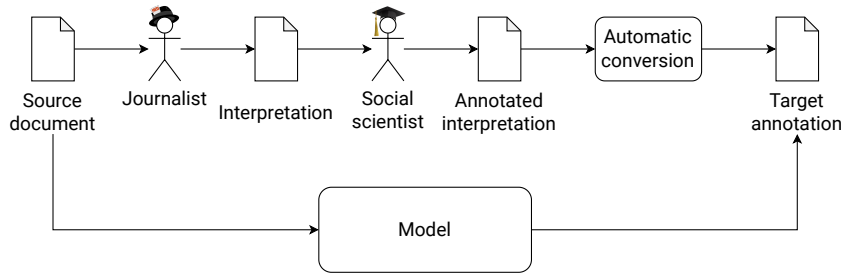 Source
document
Journalist
Interpretation
Social
scientist
Annotated
interpretation
Automatic
conversion
Target
annotation
Model